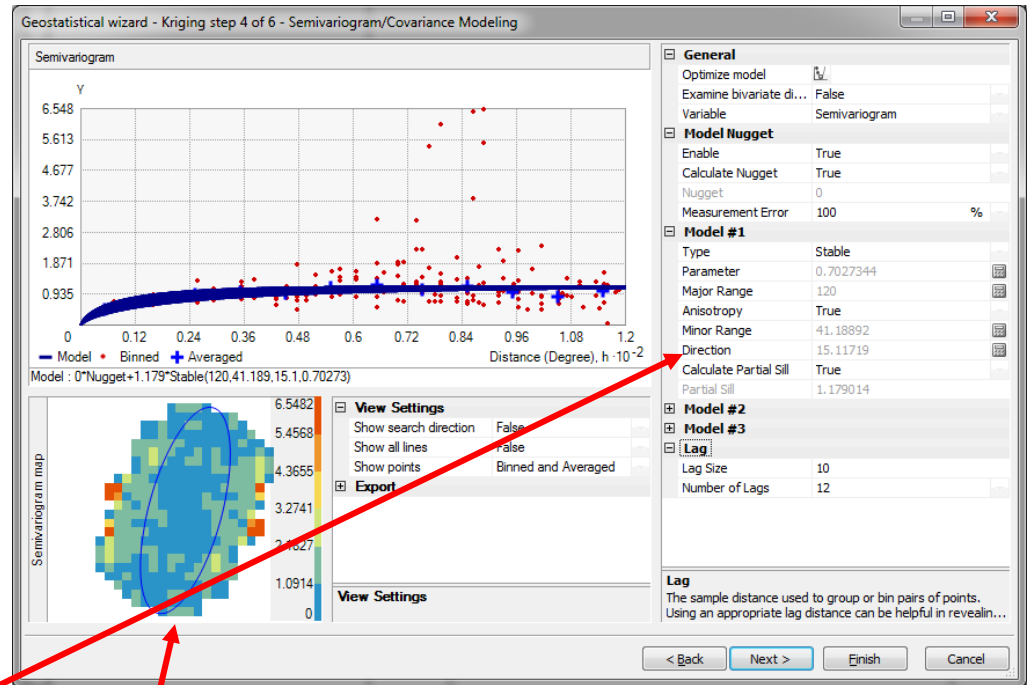 Geostatistical wizard - Kriging step 4 of 6 - Semivariogram/Covariance Modeling
Semivariogram
Y
6.548
5.613
4.677
3.742
2.806
1.871
0.935
0 0.12 0.24 0.36 0.48 0.6 0.72 0.84 0.96 1.08 1.2
Model Binned Averaged Distance (Degree), h ·10-2
Model : 0*Nugget+1.179*Stable(120,41.189,15.1,0.70273)
Semivariogram map
6.5482
5.4568
4.3655
3.2741
1.0914
0
View Settings
Show search direction False
Show all lines False
Show points Binned and Averaged
Export
View Settings
General
Optimize model
Examine bivariate di... False
Variable Semivariogram
Model Nugget
Enable True
Calculate Nugget True
Nugget 0
Measurement Error 100 %
Model #1
Type Stable
Parameter 0.7027344
Major Range 120
Anisotropy True
Minor Range 41.18892
Direction 15.11719
Calculate Partial Sill True
Partial Sill 1.179014
Model #2
Model #3
Lag
Lag Size 10
Number of Lags 12
Lag
The sample distance used to group or bin pairs of points.
Using an appropriate lag distance can be helpful in revealin...
< Back Next > Finish Cancel